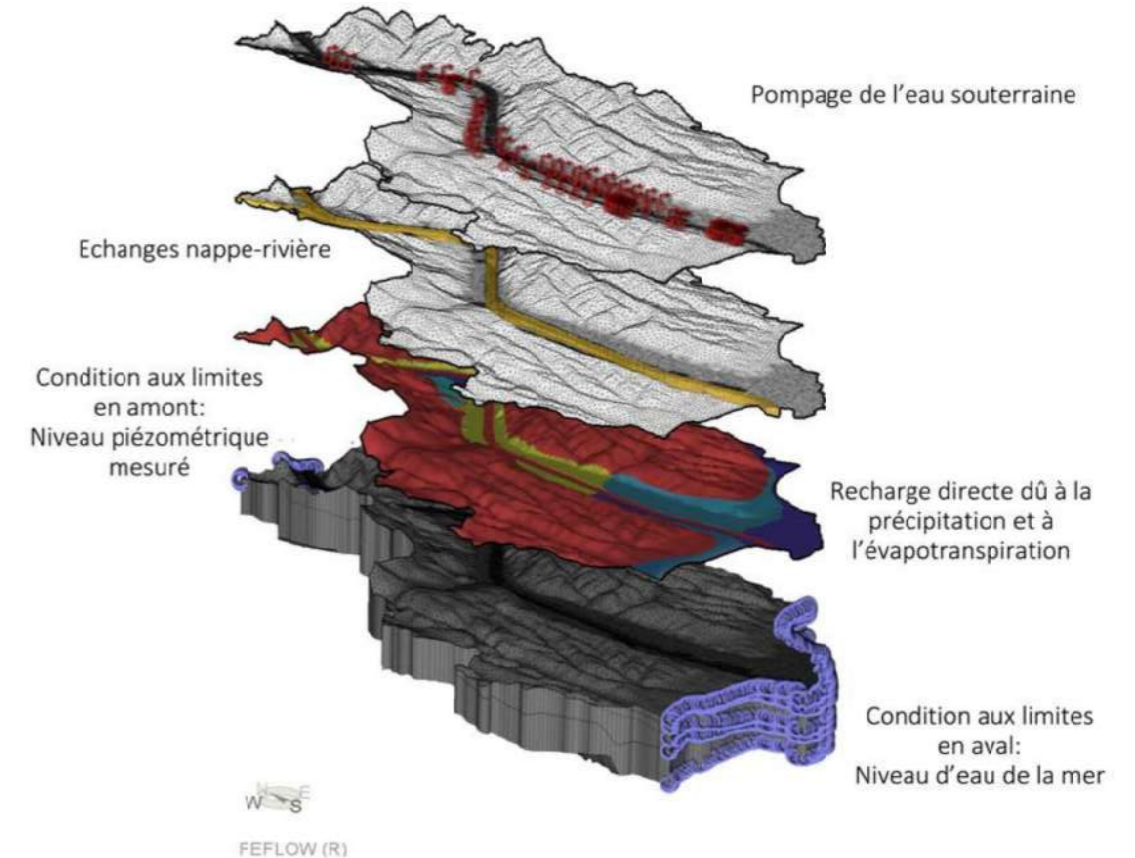 Pompage de l'eau souterraine
Echanges nappe-rivière
Condition aux limites
en amont:
Niveau piézométrique
mesuré
Recharge directe dû à la
précipitation et à
l'évapotranspiration
Condition aux limites
en aval:
Niveau d'eau de la mer
N E
W S
FEFLOW (R)